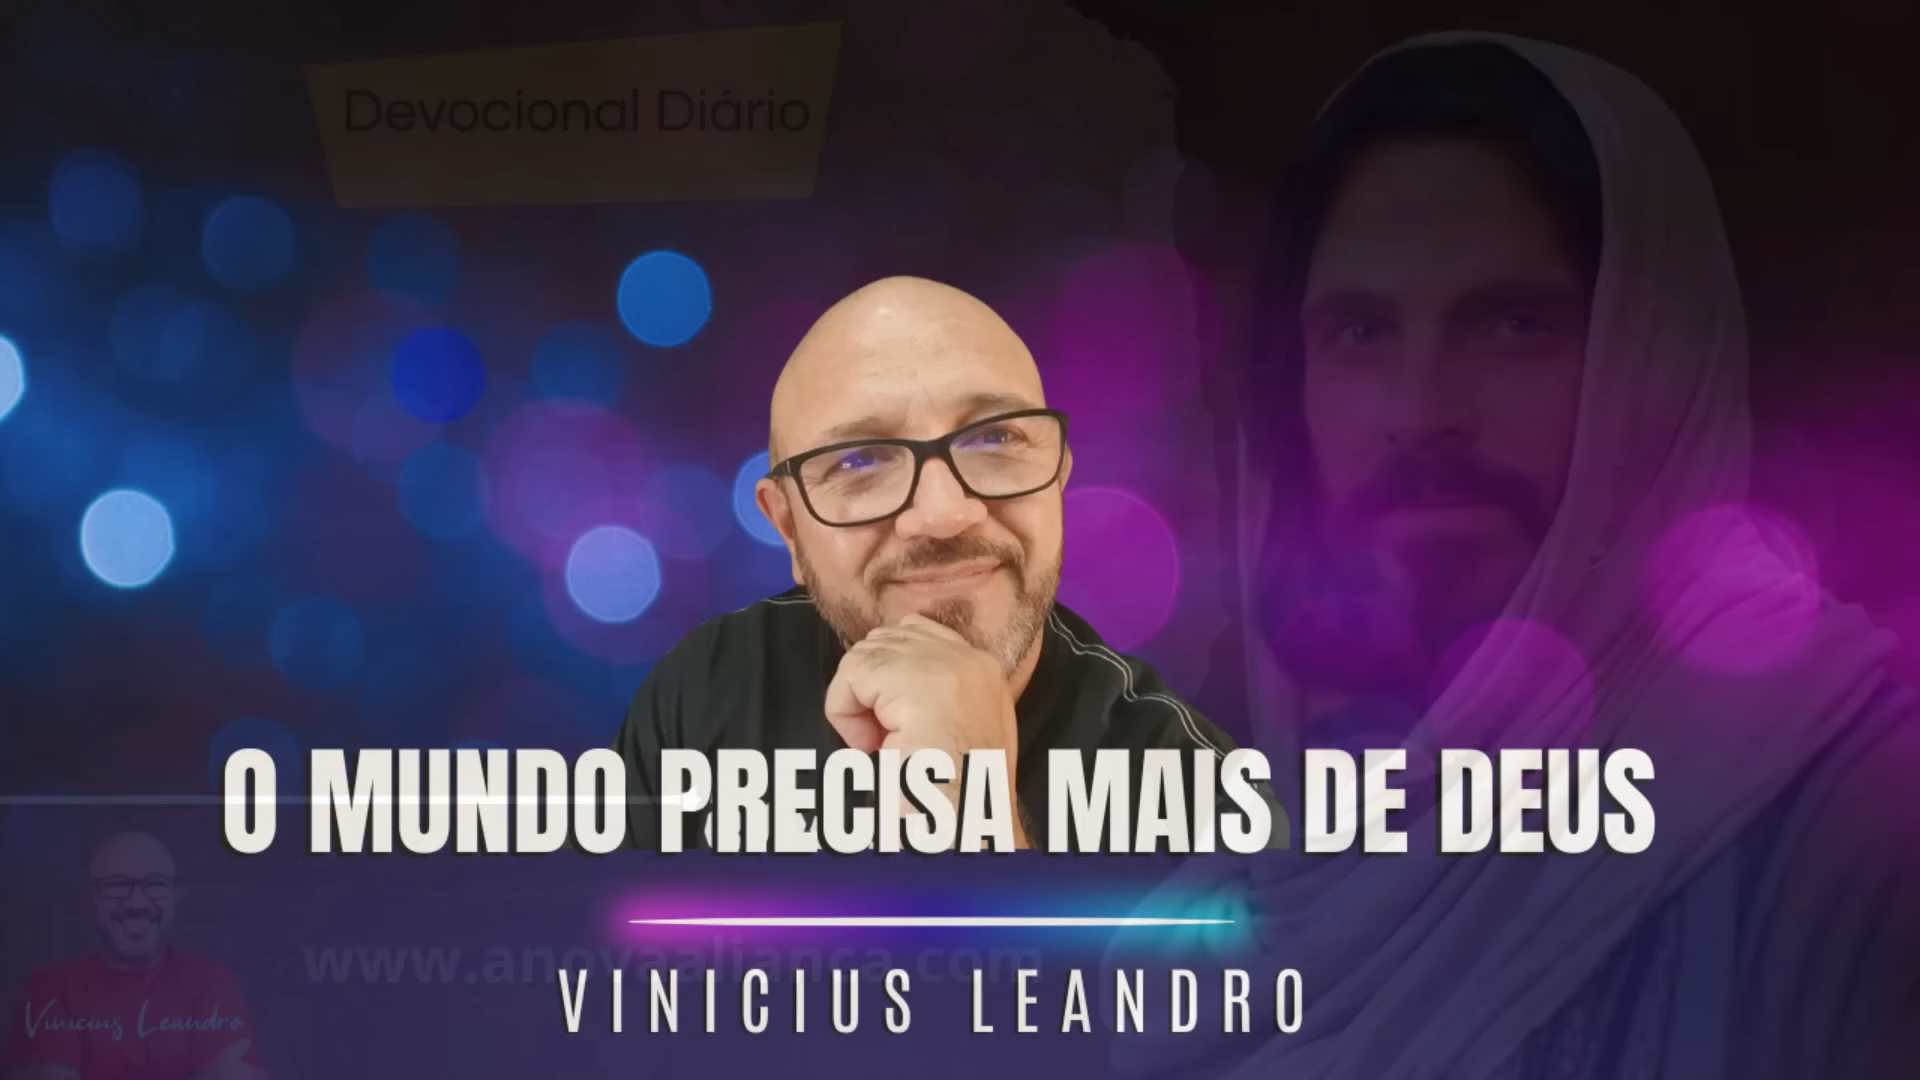 Devocional Diário
O MUNDO PRECISA MAIS DE DEUS
www.anovaalianca.com
VINICIUS LEANDRO
Vinicius Leandro